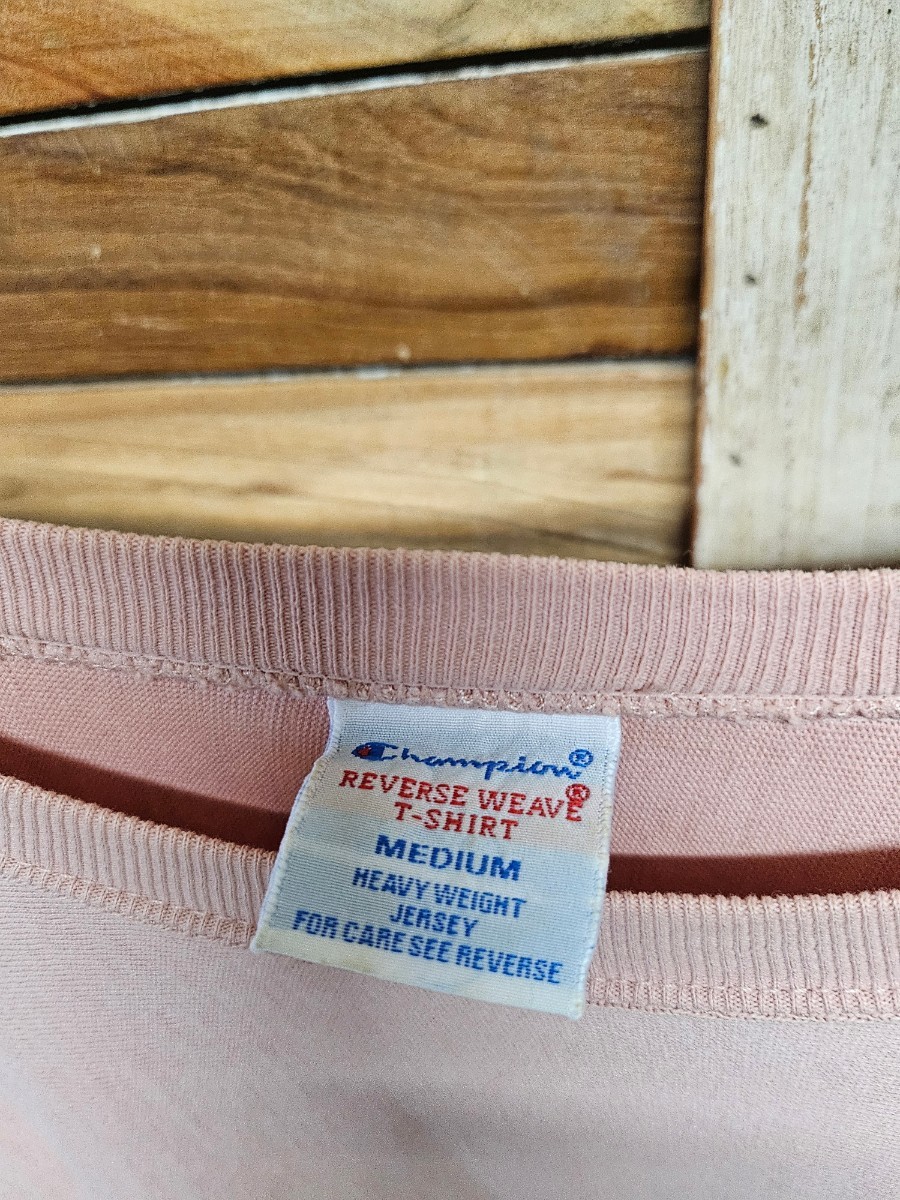 Champion®
REVERSE WEAVE®
T-SHIRT
MEDIUM
HEAVY WEIGHT
JERSEY
FOR CARE SEE REVERSE